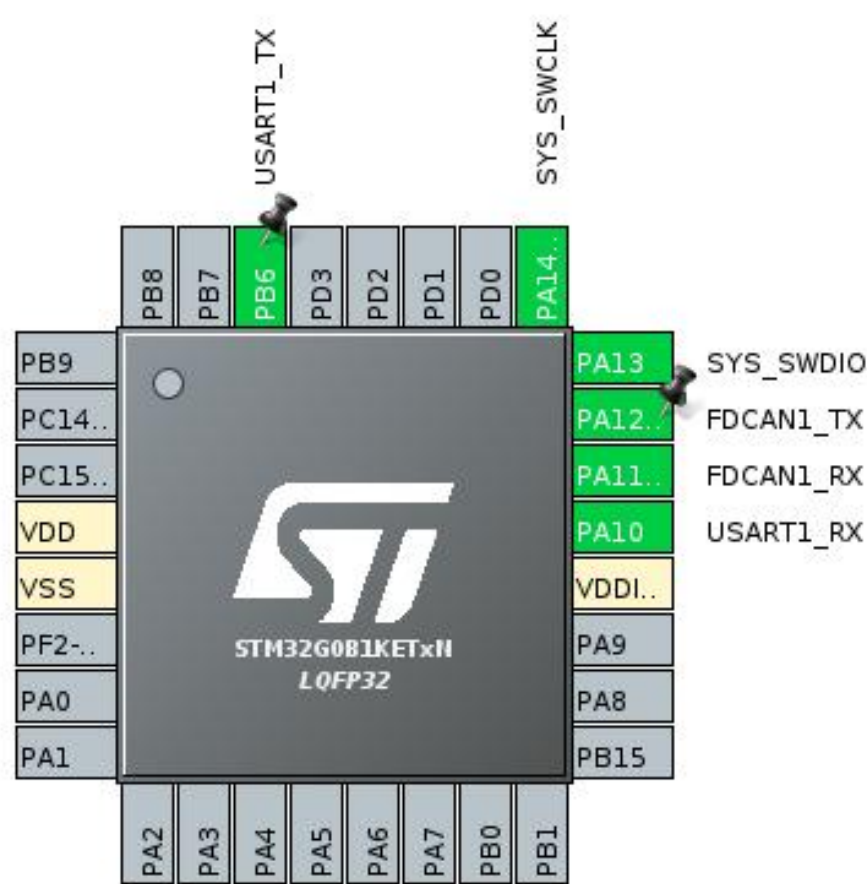 USART1_TX
SYS_SWCLK
PB8
PB7
PB6
PD3
PD2
PD1
PD0
PA14..
PB9
PC14..
PC15..
VDD
VSS
PF2-..
PA0
PA1
PA13 SYS_SWDIO
PA12.. FDCAN1_TX
PA11.. FDCAN1_RX
PA10 USART1_RX
VDDI..
PA9
PA8
PB15
ST
STM32G0B1KETxN
LQFP32
PA2
PA3
PA4
PA5
PA6
PA7
PB0
PB1